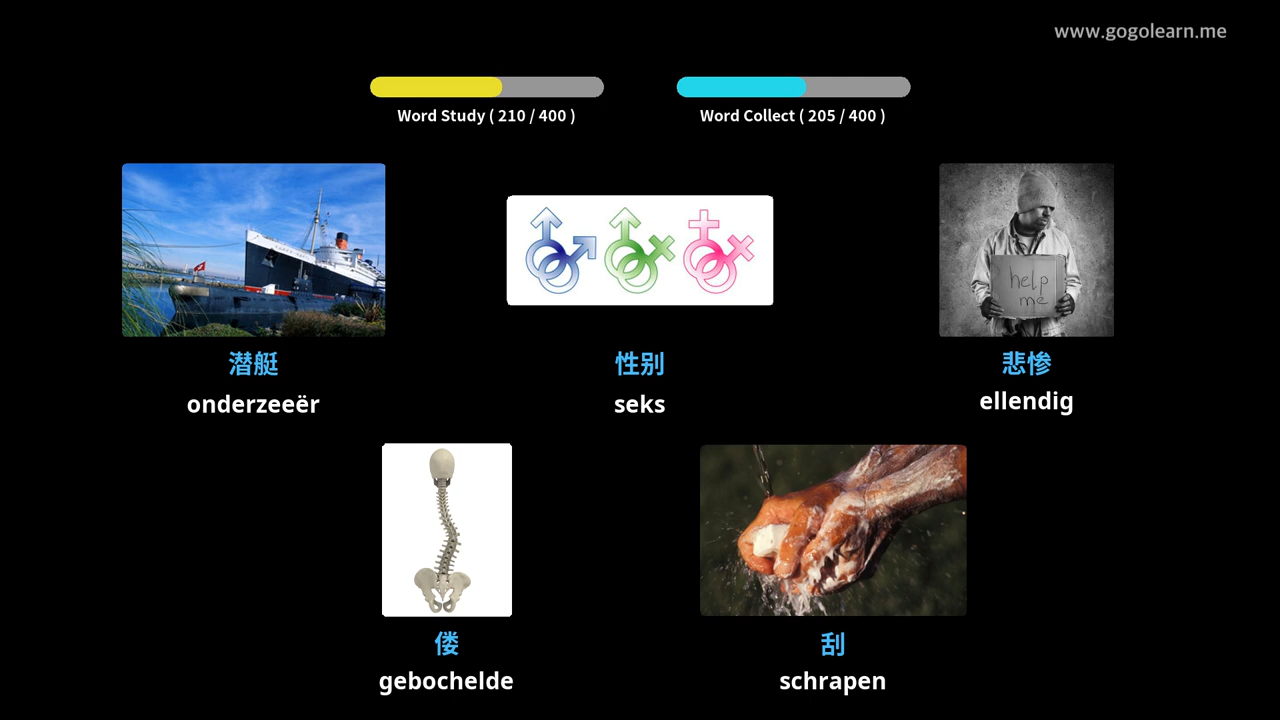 www.gogolearn.me
Word Study ( 210 / 400 )
Word Collect ( 205 / 400 )
help
me
潜艇
性别
悲惨
onderzeeër
seks
ellendig
偻
刮
gebochelde
schrapen